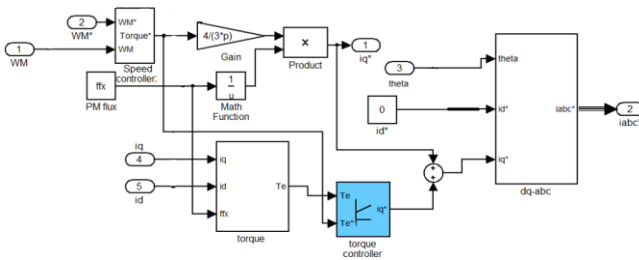 2
WM*
1
WM
WM*
Torque*
WM
Speed
controller.
4/(3*p)
Gain
×
Product
1
iq*
ffx
PM flux
1
u
Math
Function
3
theta
0
id*
theta
id*
iabc*
iq*
dq-abc
2
iabc*
iq
4
5
id
iq
id
Te
ffx
torque
Te
iq*
Te*
torque
controller
+
+